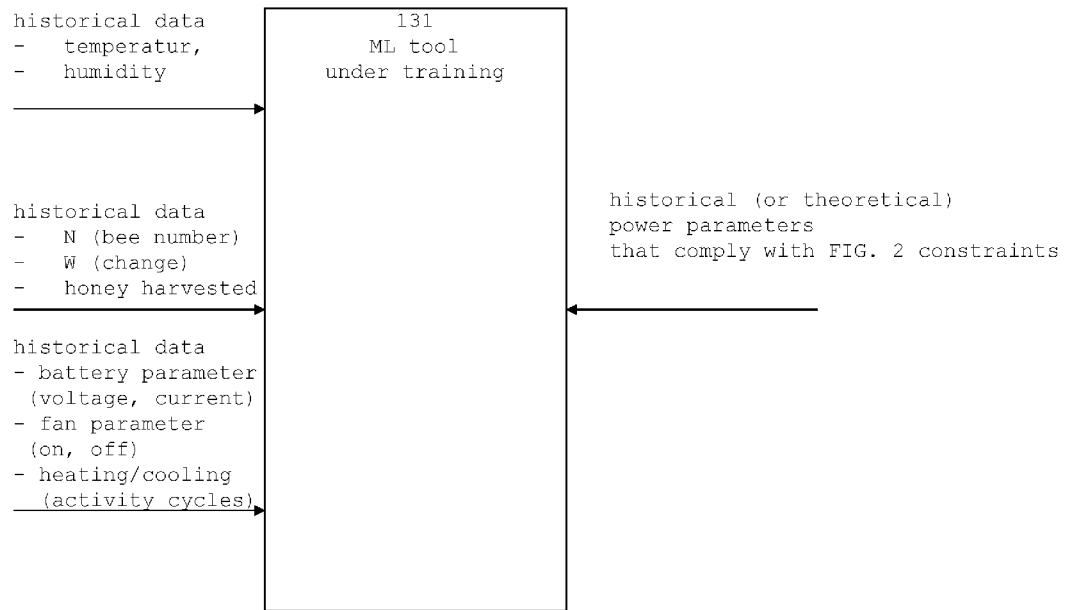 historical data
- temperatur,
- humidity
131
ML tool
under training
historical data
- N (bee number)
- W (change)
- honey harvested
historical (or theoretical)
power parameters
that comply with FIG. 2 constraints
historical data
- battery parameter
(voltage, current)
- fan parameter
(on, off)
- heating/cooling
(activity cycles)